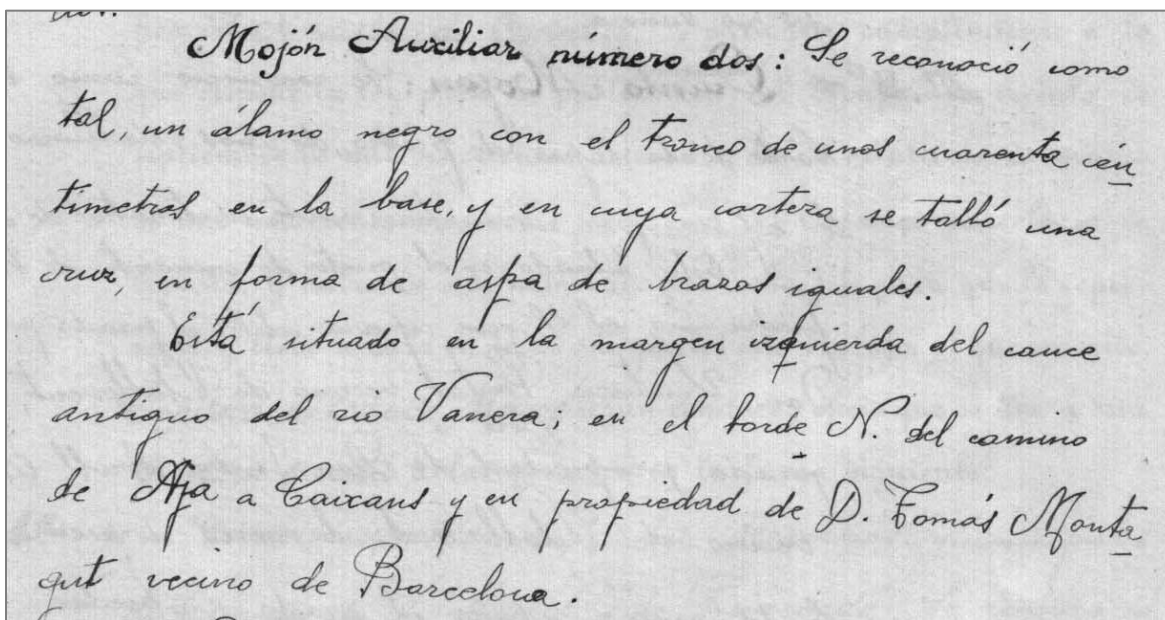 Mojón Auxiliar número dos: Se reconoció como
tal, un álamo negro con el tronco de unos cuarenta cén
timetros en la base, y en cuya corteza se talló una
cruz, en forma de aspa de brazos iguales.
Está situado en la margen izquierda del cauce
antiguo del rio Vanera; en el borde N. del camino
de Aja a Caixans y en propiedad de D. Tomás Monta
gut vecino de Barcelona.